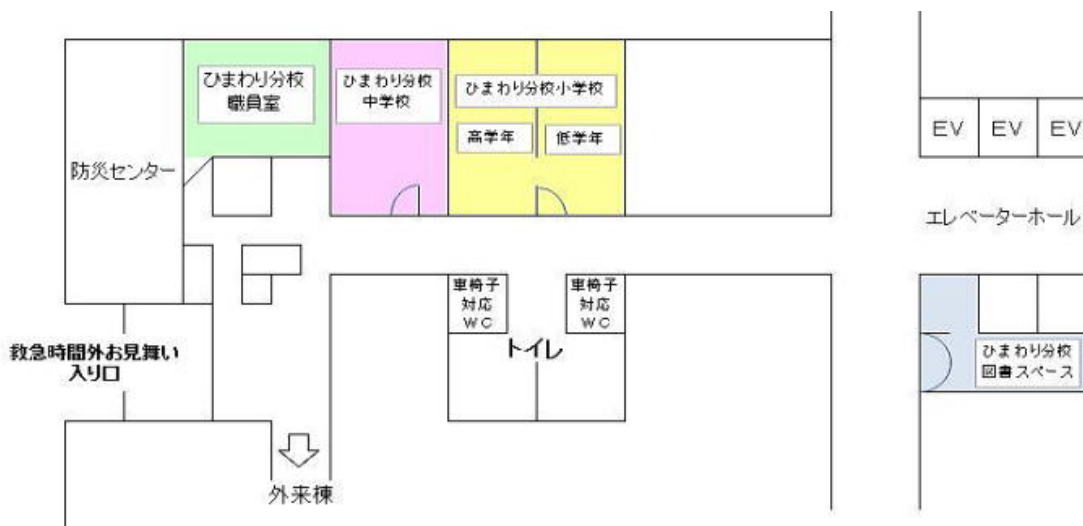 ひまわり分校
職員室
ひまわり分校
中学校
ひまわり分校小学校
高学年
低学年
防災センター
EV
EV
EV
エレベーターホール
車椅子
対応
WC
車椅子
対応
WC
トイレ
救急時間外お見舞い
入り口
ひまわり分校
図書スペース
外来棟